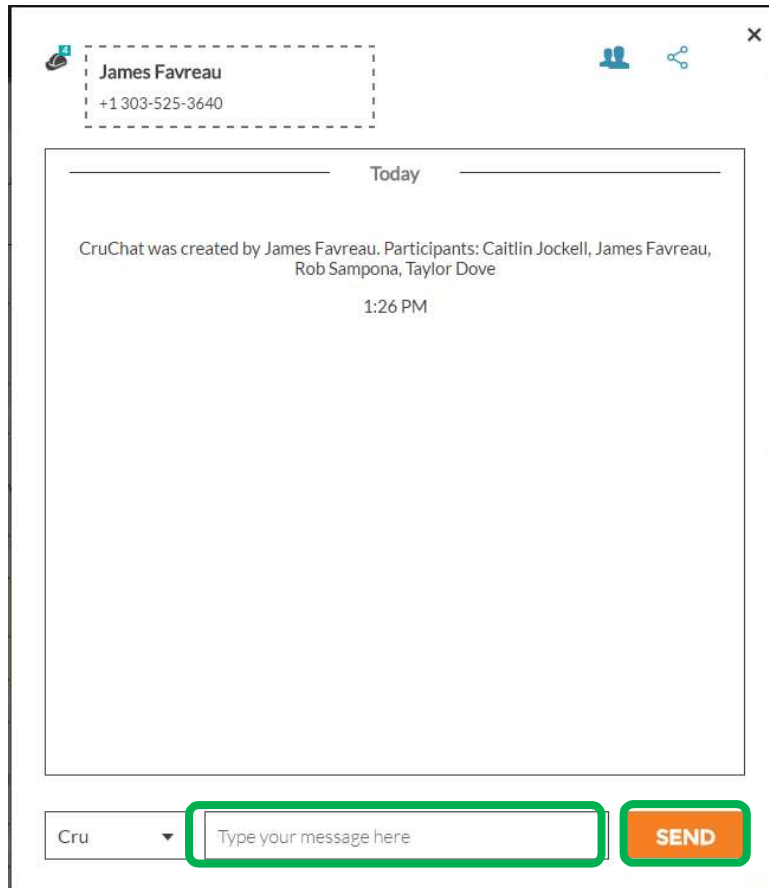 4
James Favreau
+1 303-525-3640
Today
CruChat was created by James Favreau. Participants: Caitlin Jockell, James Favreau,
Rob Sampona, Taylor Dove
1:26 PM
Cru
Type your message here
SEND